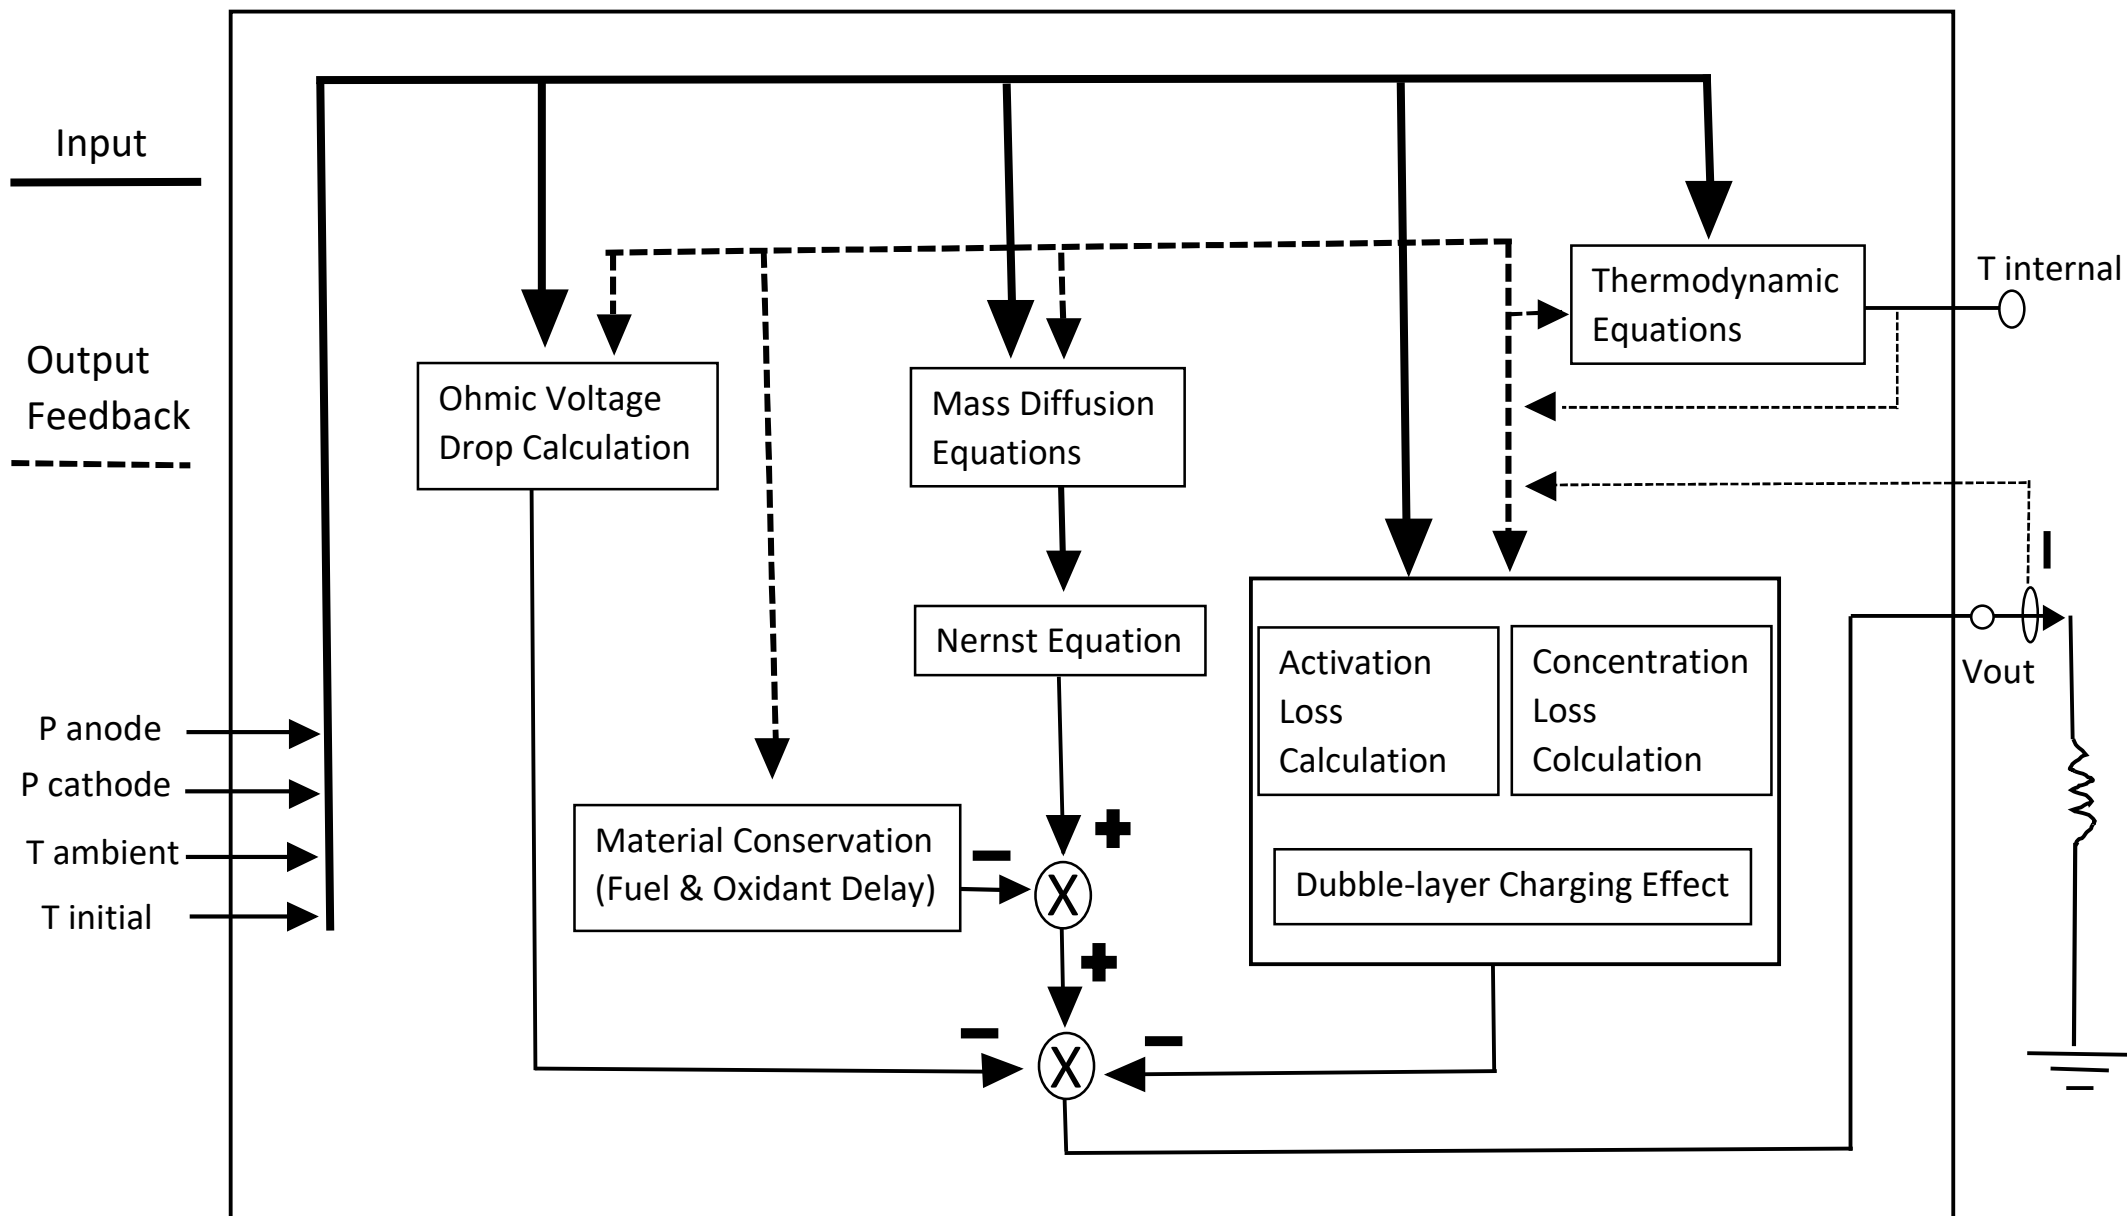 Input
Output
Feedback
P anode
P cathode
T ambient
T initial
Ohmic Voltage
Drop Calculation
Mass Diffusion
Equations
Thermodynamic
Equations
T internal
Nernst Equation
Material Conservation
(Fuel & Oxidant Delay)
Activation
Loss
Calculation
Concentration
Loss
Colculation
Dubble-layer Charging Effect
I
Vout
−
+
X
+
−
−
X